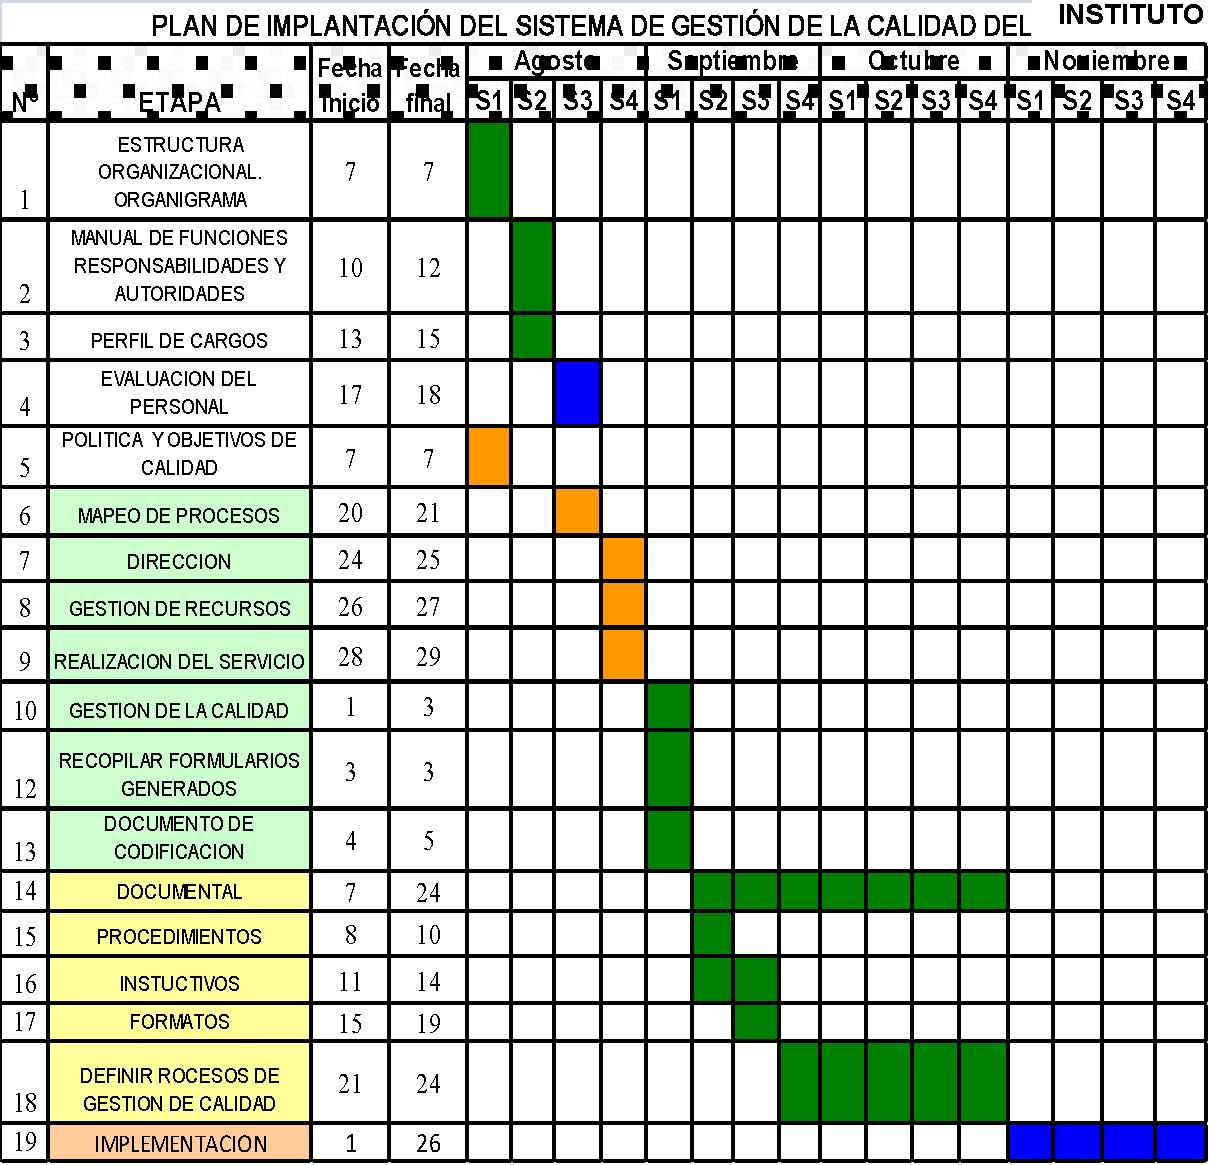 PLAN DE IMPLANTACIÓN DEL SISTEMA DE GESTIÓN DE LA CALIDAD DEL INSTITUTO
Nº ETAPA Fecha Inicio Fecha final Agosto Septiembre Octubre Noviembre
S1 S2 S3 S4 S1 S2 S3 S4 S1 S2 S3 S4 S1 S2 S3 S4
1 ESTRUCTURA
ORGANIZACIONAL.
ORGANIGRAMA 7 7
2 MANUAL DE FUNCIONES
RESPONSABILIDADES Y
AUTORIDADES 10 12
3 PERFIL DE CARGOS 13 15
4 EVALUACION DEL
PERSONAL 17 18
5 POLITICA Y OBJETIVOS DE
CALIDAD 7 7
6 MAPEO DE PROCESOS 20 21
7 DIRECCION 24 25
8 GESTION DE RECURSOS 26 27
9 REALIZACION DEL SERVICIO 28 29
10 GESTION DE LA CALIDAD 1 3
12 RECOPILAR FORMULARIOS
GENERADOS 3 3
13 DOCUMENTO DE
CODIFICACION 4 5
14 DOCUMENTAL 7 24
15 PROCEDIMIENTOS 8 10
16 INSTUCTIVOS 11 14
17 FORMATOS 15 19
18 DEFINIR ROCESOS DE
GESTION DE CALIDAD 21 24
19 IMPLEMENTACION 1 26